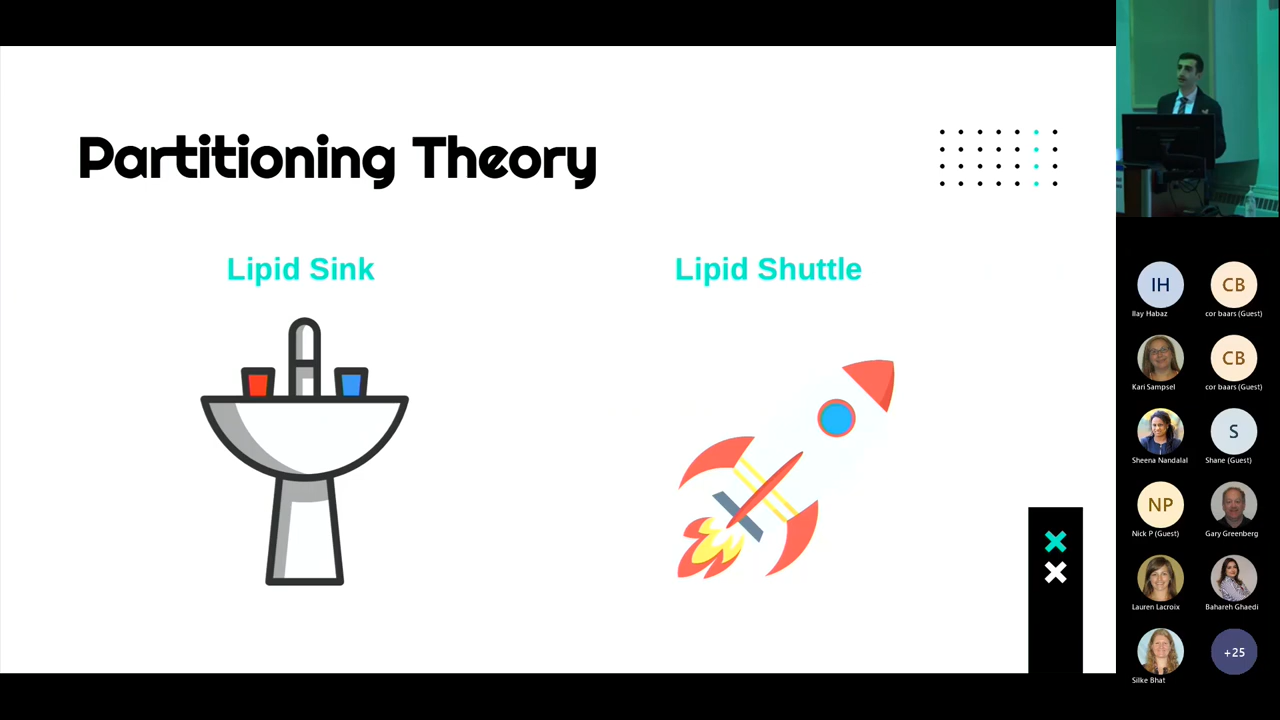 Partitioning Theory
Lipid Sink
Lipid Shuttle
IH
Ilay Habaz
CB
cor baars (Guest)
Kari Sampsel
CB
cor baars (Guest)
Sheena Nandalal
S
Shane (Guest)
NP
Nick P (Guest)
Gary Greenberg
Lauren Lacroix
Bahareh Ghaedi
Silke Bhat
+25